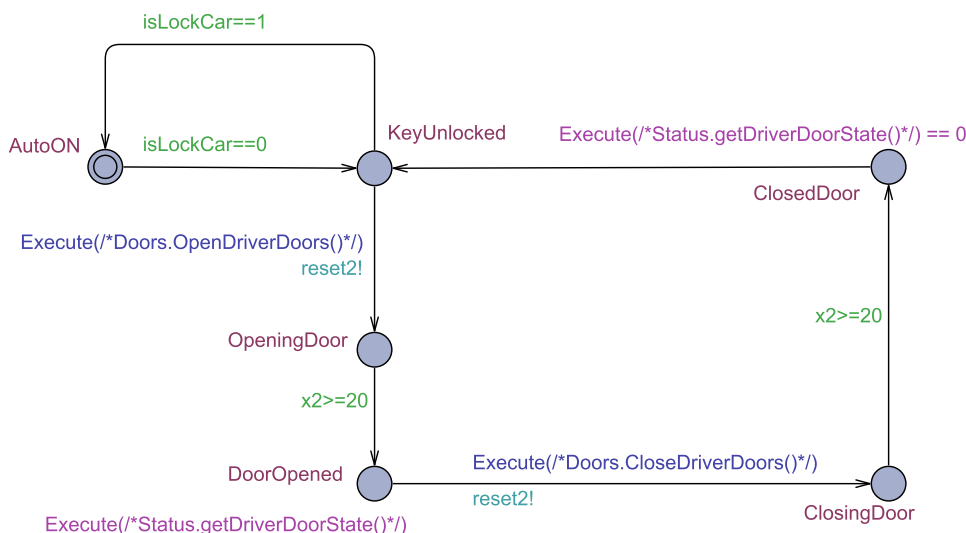 isLockCar==1
AutoON
isLockCar==0
KeyUnlocked
Execute(/*Status.getDriverDoorState()*/) == 0
ClosedDoor
Execute(/*Doors.OpenDriverDoors()*/)
reset2!
x2>=20
OpeningDoor
x2>=20
DoorOpened
Execute(/*Doors.CloseDriverDoors()*/)
reset2!
ClosingDoor
Execute(/*Status.getDriverDoorState()*/)